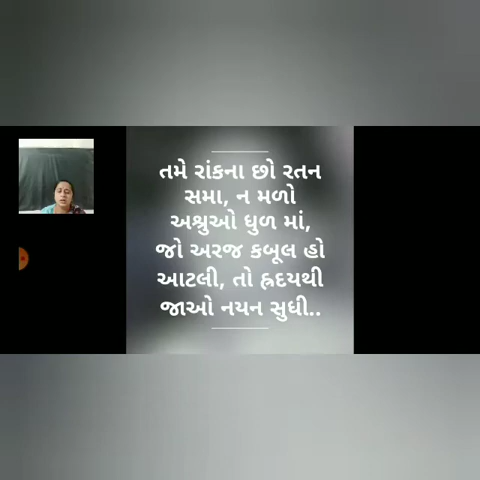 તમે રાંકના છો રતન
સમા, ન મળો
અશ્રુઓ ધુળ માં,
જો અરજ કબૂલ હો
આટલી, તો હ્રદયથી
જાઓ નયન સુધી..